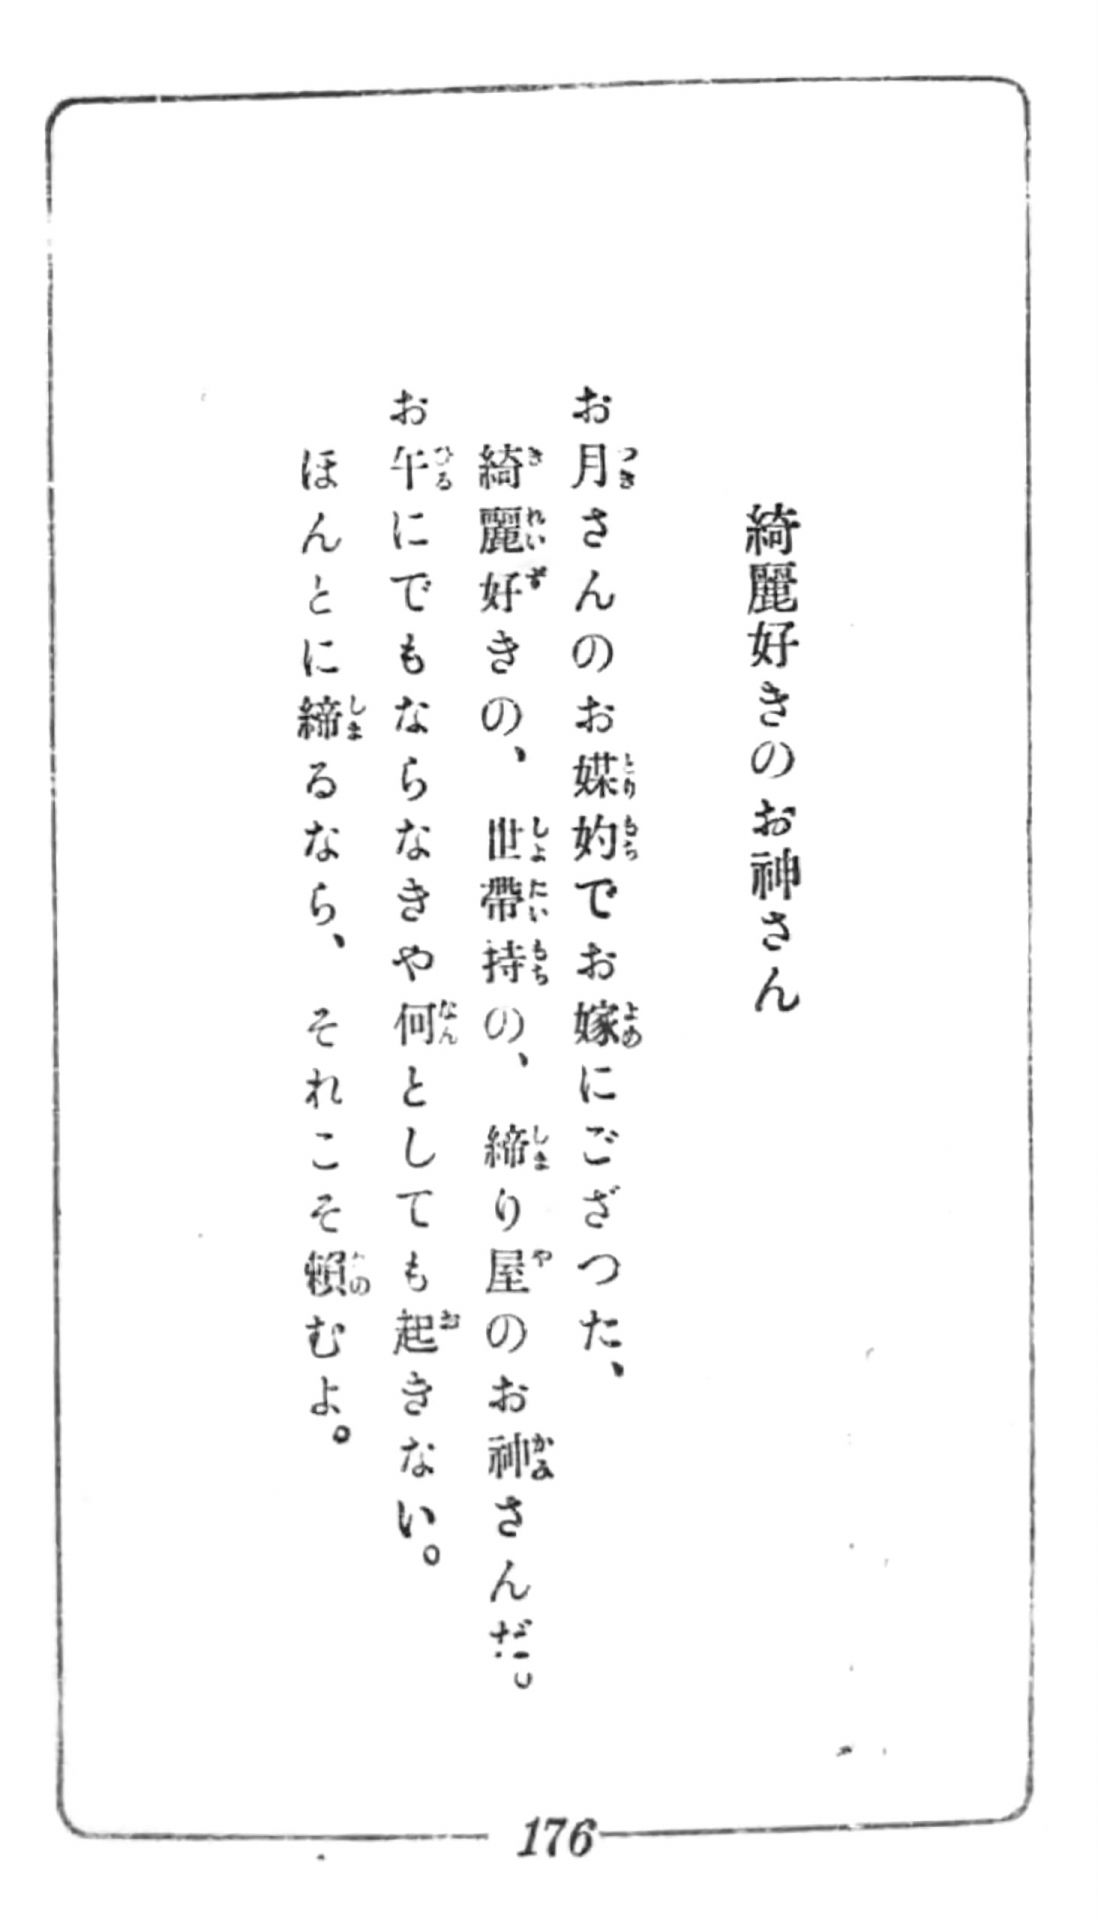 綺麗好きのお神さん
お月さんのお媒妁でお嫁にござつた、
綺麗好きの、世帶持の、締り屋のお神さんだ。
お午にでもならなきや何としても起きない。
ほんとに締るなら、それこそ頼むよ。
176